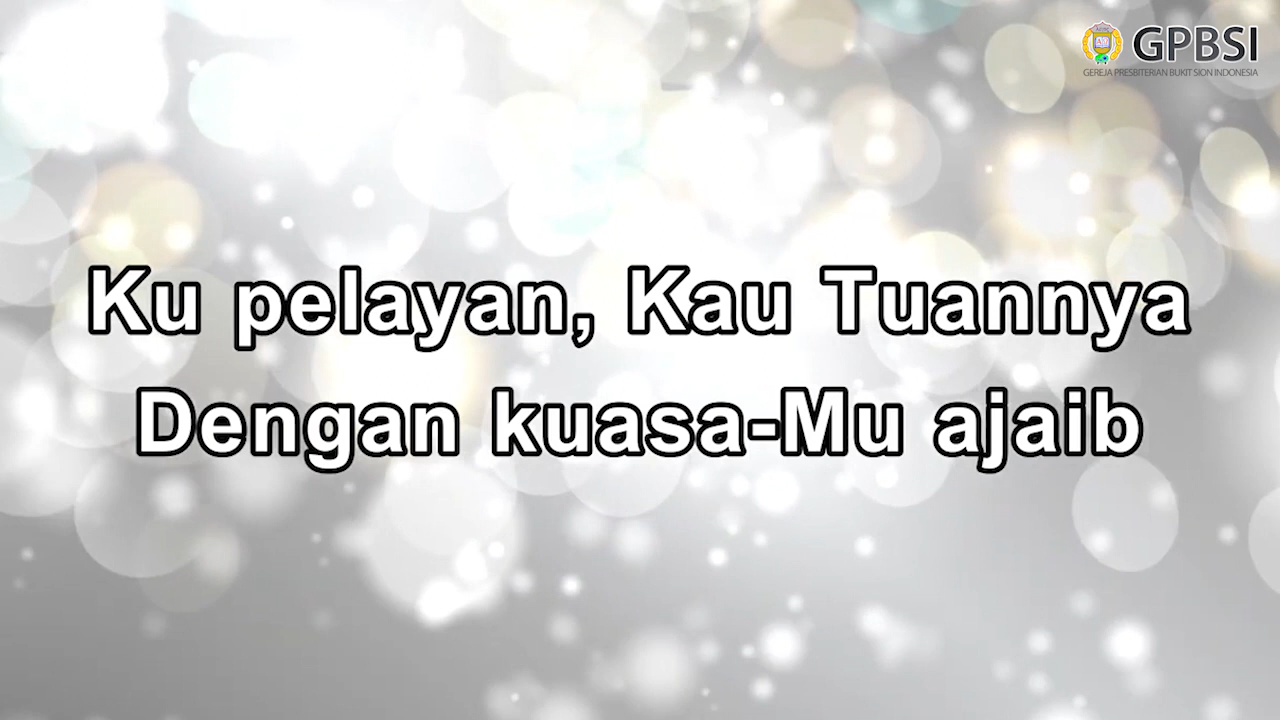 GPBSI
GEREJA PRESBITERIAN BUKIT SION INDONESIA
Ku pelayan, Kau Tuannya
Dengan kuasa-Mu ajaib